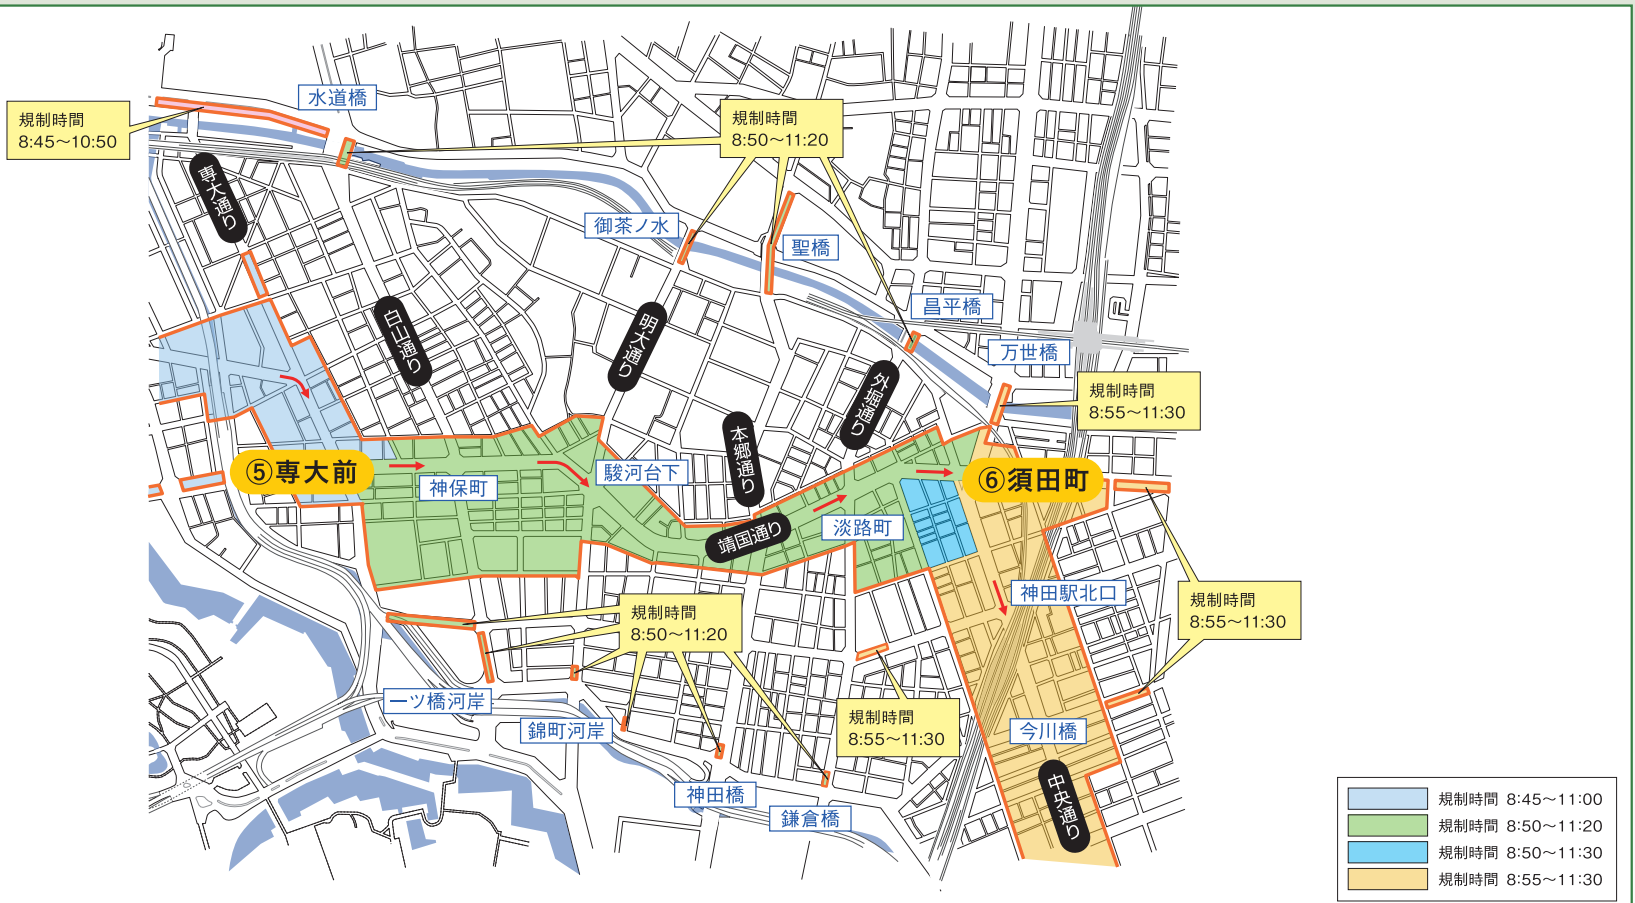 水道橋
規制時間
8:45〜10:50
規制時間
8:50〜11:20
専大通り
御茶ノ水
聖橋
昌平橋
万世橋
規制時間
8:55〜11:30
白山通り
明大通り
外堀通り
本郷通り
⑤専大前
神保町
駿河台下
靖国通り
淡路町
⑥須田町
神田駅北口
規制時間
8:55〜11:30
規制時間
8:50〜11:20
一ツ橋河岸
錦町河岸
規制時間
8:55〜11:30
今川橋
神田橋
鎌倉橋
中央通り
規制時間 8:45〜11:00
規制時間 8:50〜11:20
規制時間 8:50〜11:30
規制時間 8:55〜11:30